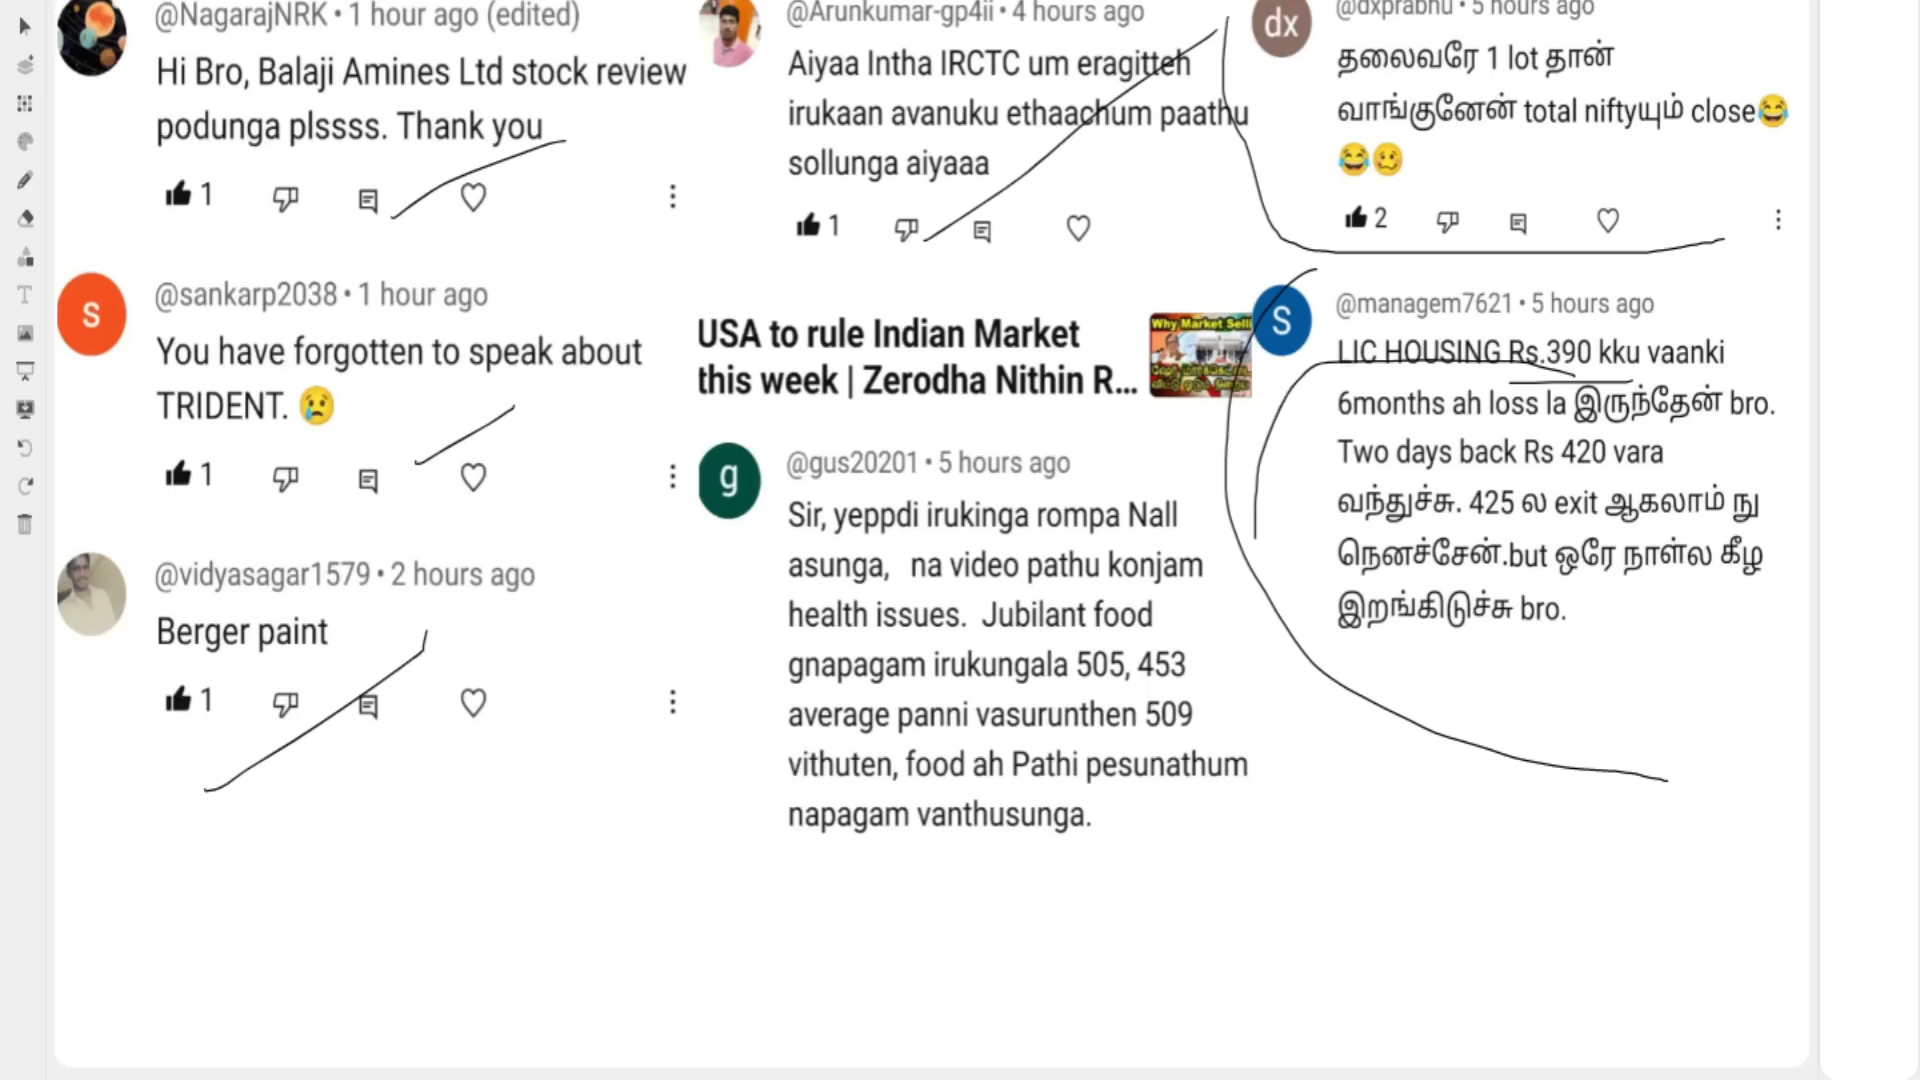 @NagarajNRK • 1 hour ago (edited)
Hi Bro, Balaji Amines Ltd stock review
podunga plssss. Thank you
1
S
@sankarp2038 • 1 hour ago
You have forgotten to speak about
TRIDENT. 😢
1
@vidyasagar1579 • 2 hours ago
Berger paint
1
@Arunkumar-gp4ii • 4 hours ago
Aiyaa Intha IRCTC um eragitteh
irukaan avanuku ethaachum paathu
sollunga aiyaaa
1
USA to rule Indian Market
this week | Zerodha Nithin R...
Why Market Selli
g
@gus20201 • 5 hours ago
Sir, yeppdi irukinga rompa Nall
asunga, na video pathu konjam
health issues. Jubilant food
gnapagam irukungala 505, 453
average panni vasurunthen 509
vithuten, food ah Pathi pesunathum
napagam vanthusunga.
dx
@dxprabhu • 5 hours ago
தலைவரே 1 lot தான்
வாங்குனேன் total niftyயும் close😂
😂🥴
2
S
@managem7621 • 5 hours ago
LIC HOUSING Rs.390 kku vaanki
6months ah loss la இருந்தேன் bro.
Two days back Rs 420 vara
வந்துச்சு. 425 ல exit ஆகலாம் நு
நெனச்சேன்.but ஒரே நாள்ல கீழ
இறங்கிடுச்சு bro.